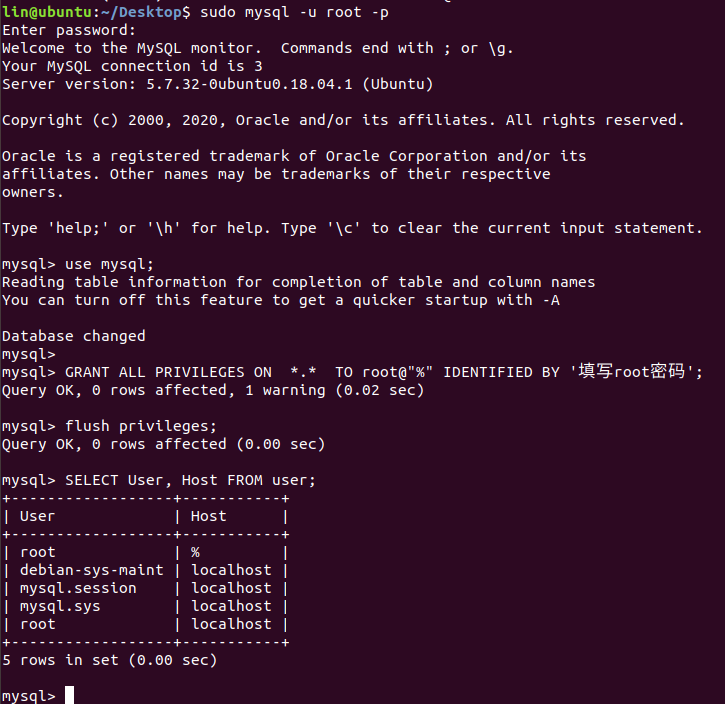 lin@ubuntu:~/Desktop$ sudo mysql -u root -p
Enter password:
Welcome to the MySQL monitor.  Commands end with ; or \g.
Your MySQL connection id is 3
Server version: 5.7.32-0ubuntu0.18.04.1 (Ubuntu)

Copyright (c) 2000, 2020, Oracle and/or its affiliates. All rights reserved.

Oracle is a registered trademark of Oracle Corporation and/or its
affiliates. Other names may be trademarks of their respective
owners.

Type 'help;' or '\h' for help. Type '\c' to clear the current input statement.

mysql> use mysql;
Reading table information for completion of table and column names
You can turn off this feature to get a quicker startup with -A

Database changed
mysql>
mysql> GRANT ALL PRIVILEGES ON  *.*  TO root@"%" IDENTIFIED BY '填写root密码';
Query OK, 0 rows affected, 1 warning (0.02 sec)

mysql> flush privileges;
Query OK, 0 rows affected (0.00 sec)

mysql> SELECT User, Host FROM user;
+------------------+-----------+
| User             | Host      |
+------------------+-----------+
| root             | %         |
| debian-sys-maint | localhost |
| mysql.session    | localhost |
| mysql.sys        | localhost |
| root             | localhost |
+------------------+-----------+
5 rows in set (0.00 sec)

mysql>